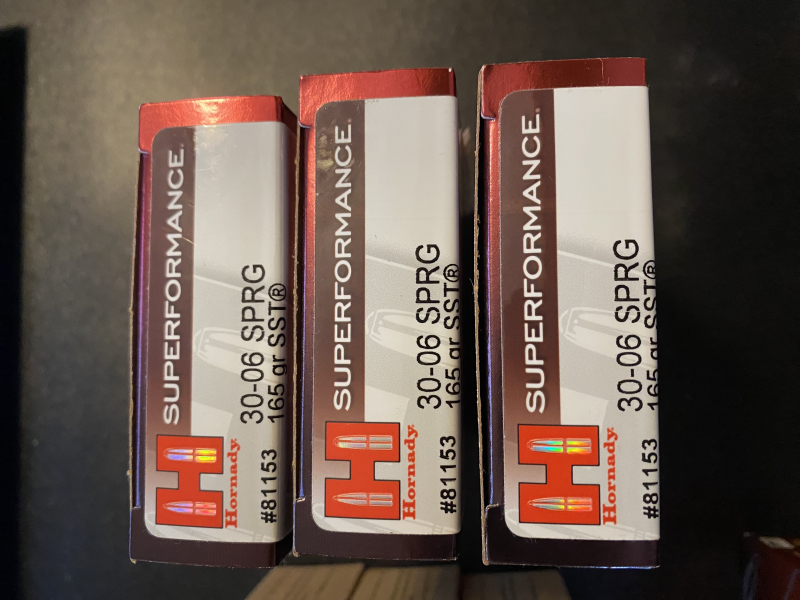 SUPERFORMANCE®
30-06 SPRG
165 gr SST®
Hornady®
#81153
SUPERFORMANCE®
30-06 SPRG
165 gr SST®
Hornady®
#81153
SUPERFORMANCE®
30-06 SPRG
165 gr SST®
Hornady®
#81153